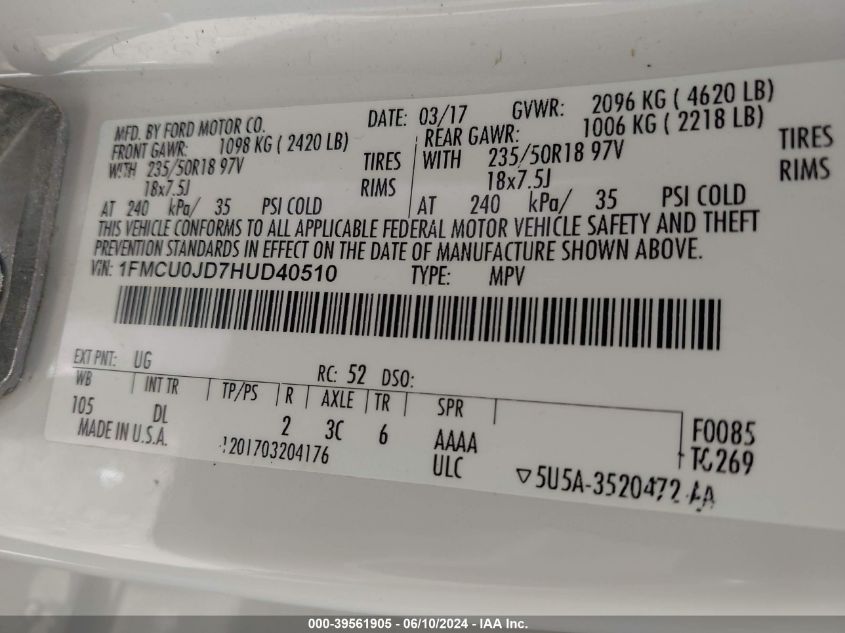 MFD. BY FORD MOTOR CO. DATE: 03/17 GVWR: 2096 KG ( 4620 LB)
FRONT GAWR: 1098 KG ( 2420 LB) REAR GAWR: 1006 KG ( 2218 LB)
WITH 235/50R18 97V TIRES WITH 235/50R18 97V TIRES
18x7.5J RIMS 18x7.5J RIMS
AT 240 kPa/ 35 PSI COLD AT 240 kPa/ 35 PSI COLD
THIS VEHICLE CONFORMS TO ALL APPLICABLE FEDERAL MOTOR VEHICLE SAFETY AND THEFT
PREVENTION STANDARDS IN EFFECT ON THE DATE OF MANUFACTURE SHOWN ABOVE.
VIN: 1FMCU0JD7HUD40510 TYPE: MPV
EXT PNT: UG RC: 52 DSO:
WB INT TR TP/PS R AXLE TR SPR
105 DL 2 3C 6 AAAA F0085
MADE IN U.S.A. 201703204176 ULC TC269
▽5U5A-3520472-AA
000-39561905 - 06/10/2024 - IAA Inc.